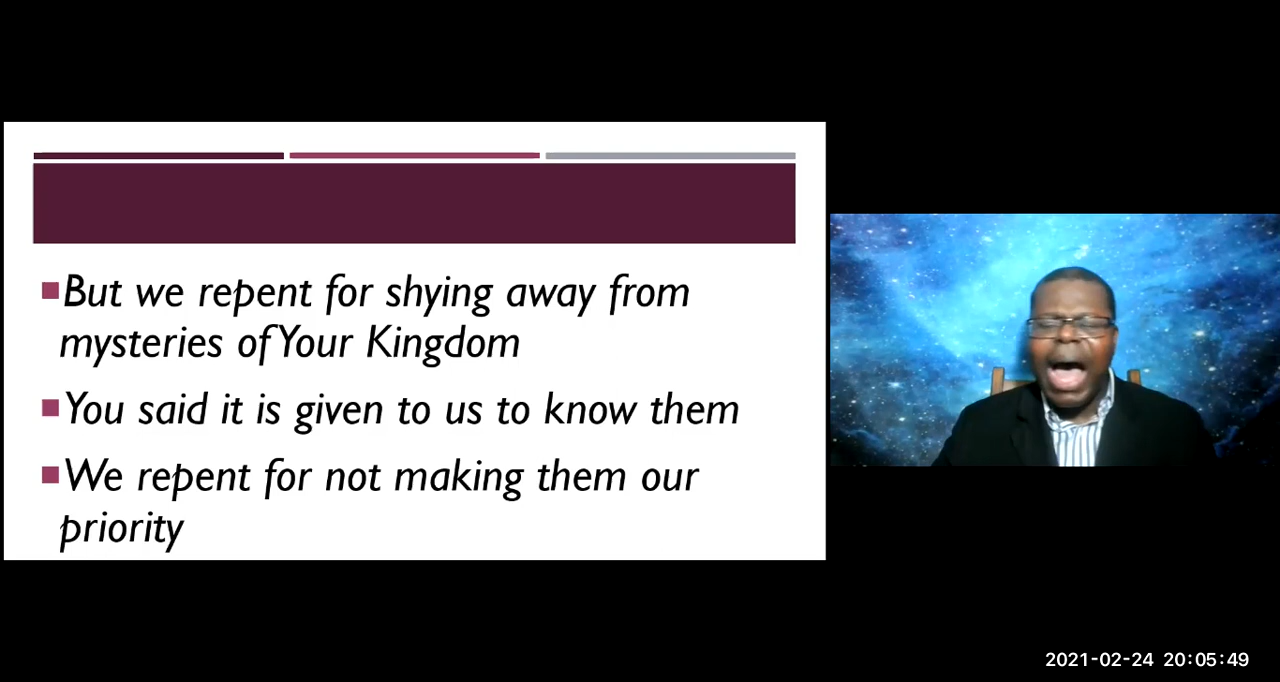 But we repent for shying away from
mysteries of Your Kingdom
You said it is given to us to know them
We repent for not making them our
priority
2021-02-24 20:05:49